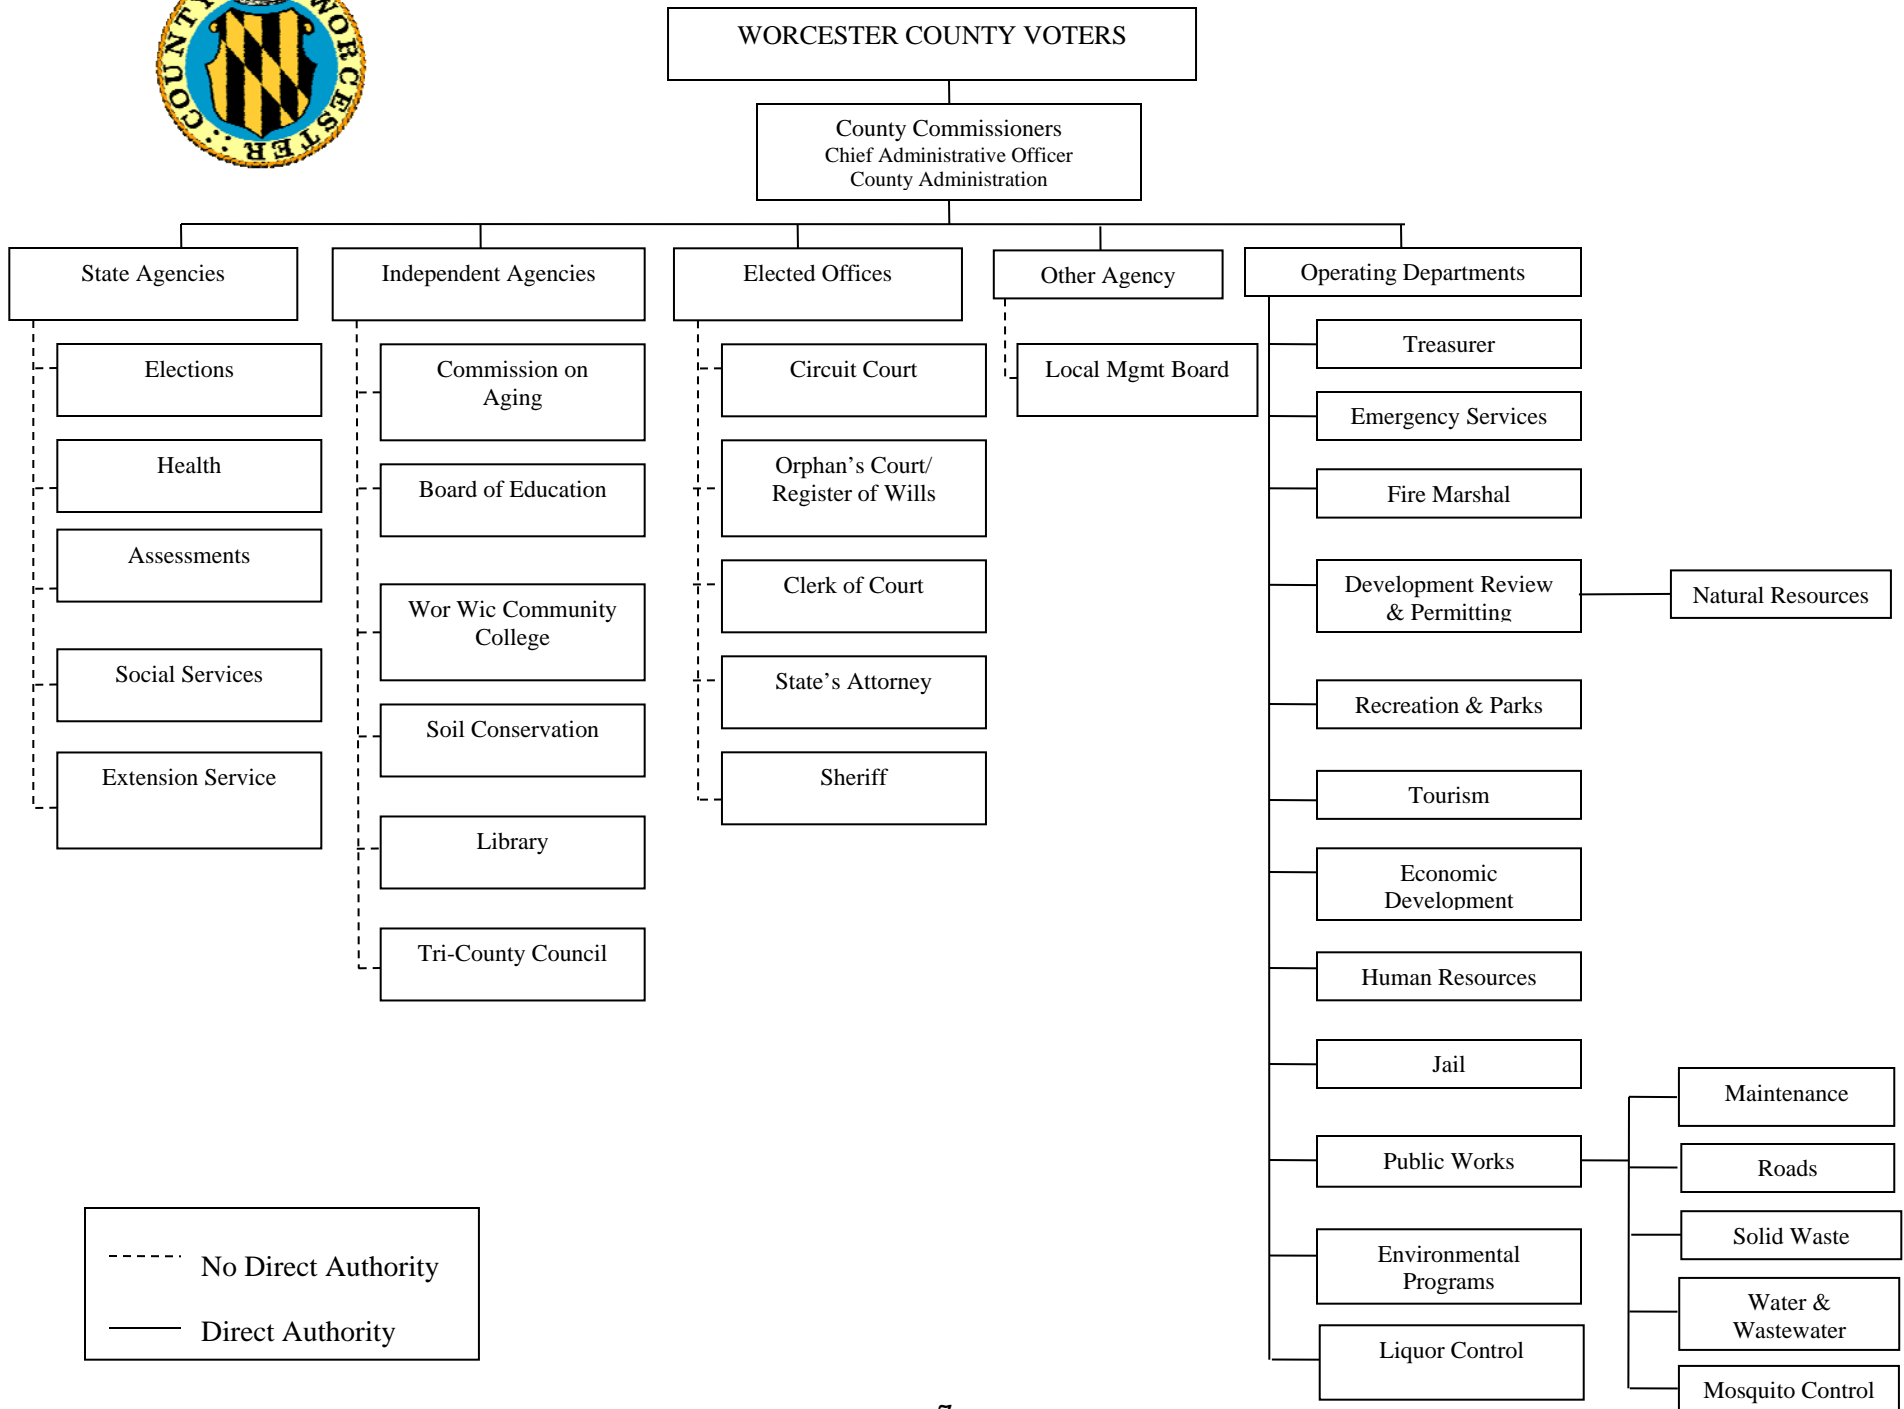 COUNTY WORCESTER
WORCESTER COUNTY VOTERS
County Commissioners
Chief Administrative Officer
County Administration
State Agencies
Independent Agencies
Elected Offices
Other Agency
Operating Departments
Elections
Health
Assessments
Social Services
Extension Service
Commission on
Aging
Board of Education
Wor Wic Community
College
Soil Conservation
Library
Tri-County Council
Circuit Court
Orphan’s Court/
Register of Wills
Clerk of Court
State’s Attorney
Sheriff
Local Mgmt Board
Treasurer
Emergency Services
Fire Marshal
Development Review
& Permitting
Natural Resources
Recreation & Parks
Tourism
Economic
Development
Human Resources
Jail
Public Works
Maintenance
Roads
Solid Waste
Water &
Wastewater
Mosquito Control
Environmental
Programs
Liquor Control
No Direct Authority
Direct Authority